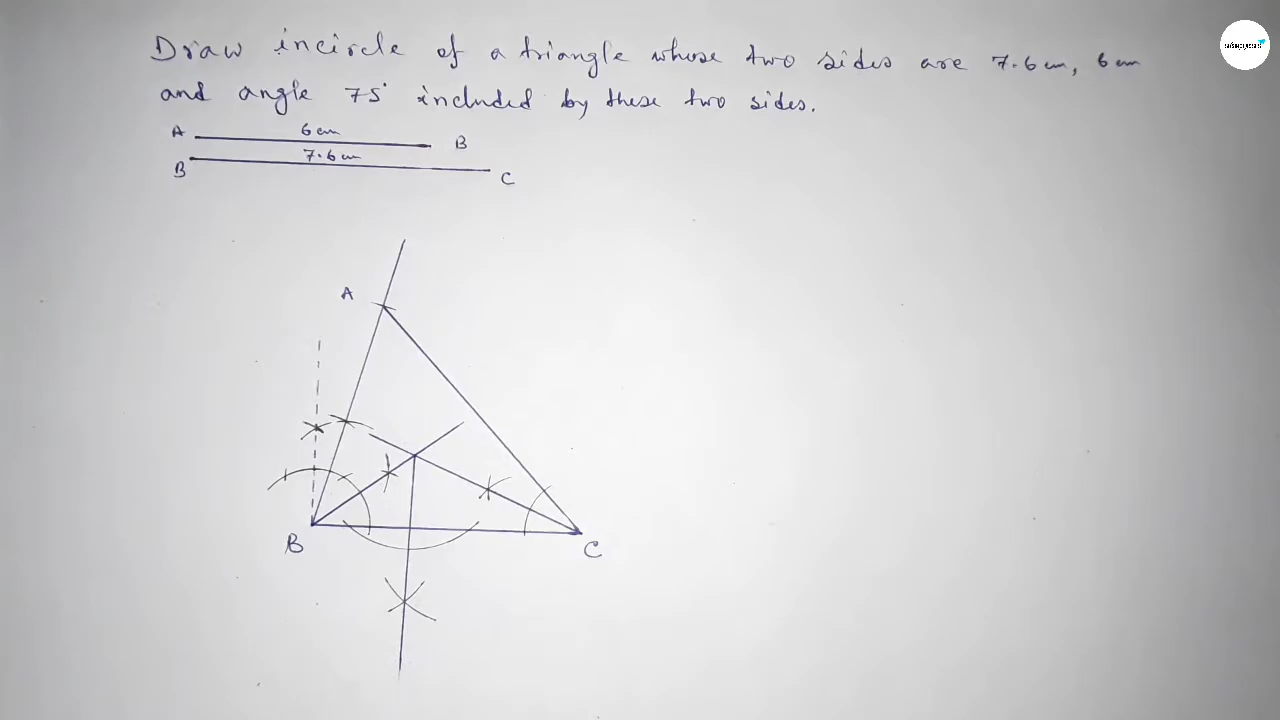 Draw incircle of a triangle whose two sides are 7.6 cm, 6 cm
and angle 75° included by these two sides.
A 6 cm B
B 7.6 cm C
A
B
C